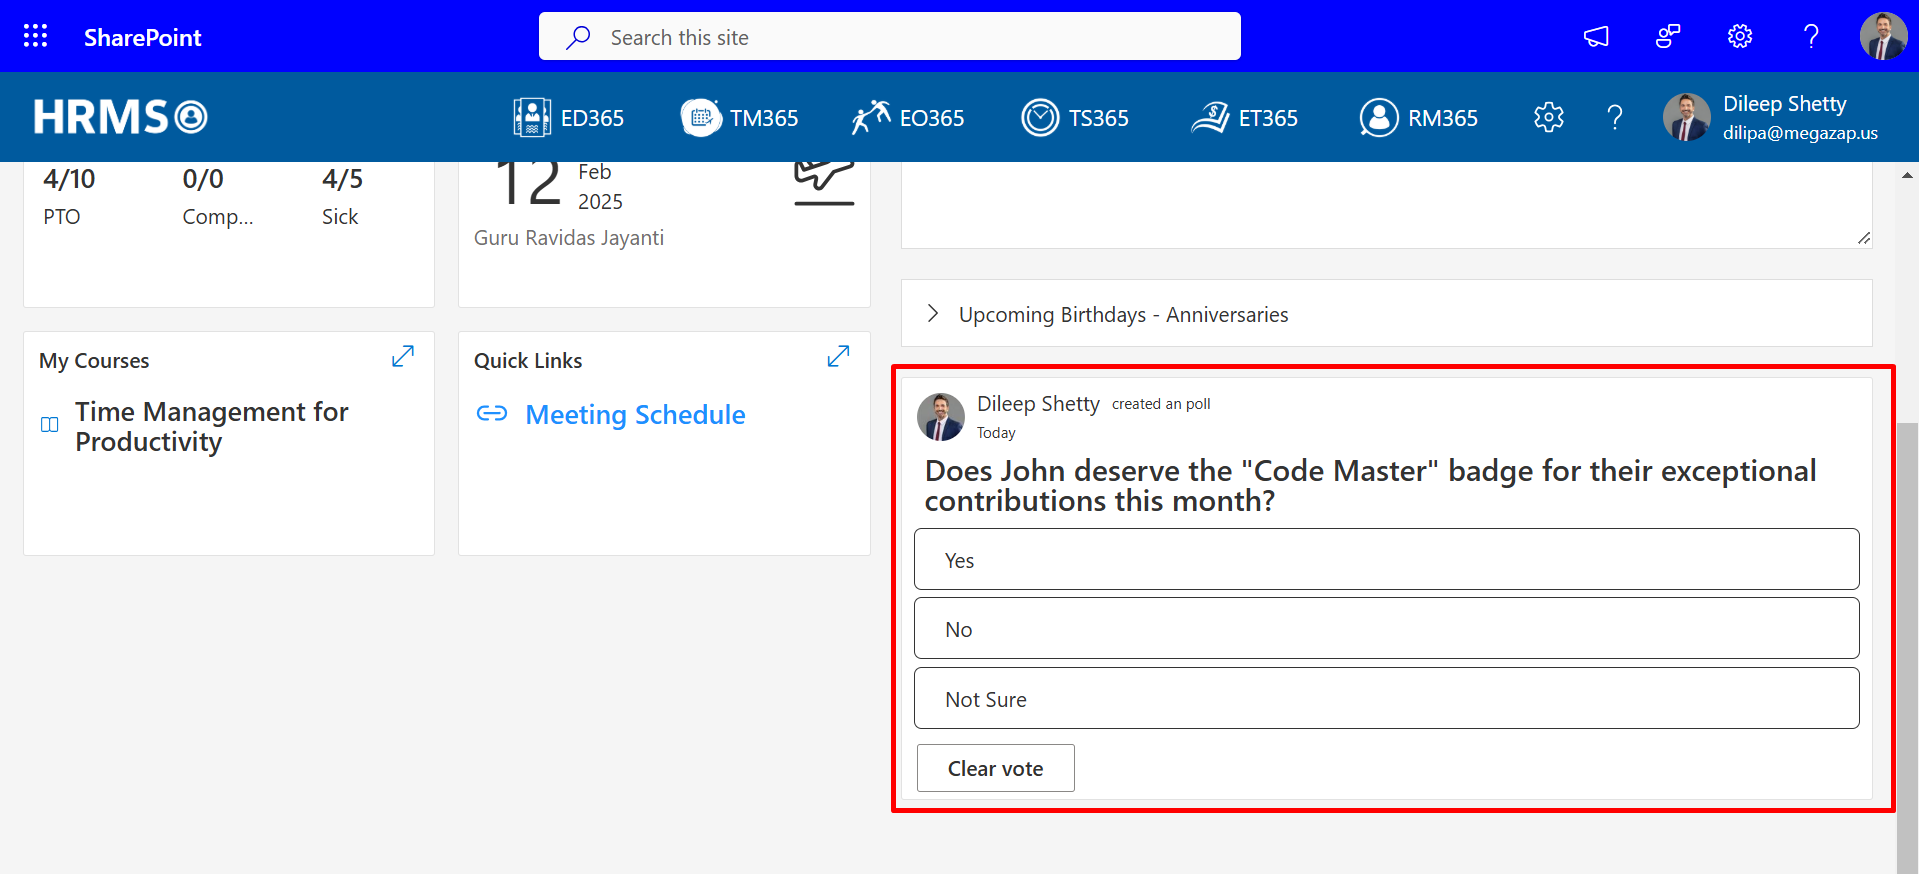 SharePoint
Search this site
HRMS
ED365
TM365
EO365
TS365
ET365
RM365
Dileep Shetty
dilipa@megazap.us
4/10
0/0
4/5
PTO
Comp...
Sick
12
Feb
2025
Guru Ravidas Jayanti
Upcoming Birthdays - Anniversaries
My Courses
Time Management for
Productivity
Quick Links
Meeting Schedule
Dileep Shetty created an poll
Today
Does John deserve the "Code Master" badge for their exceptional
contributions this month?
Yes
No
Not Sure
Clear vote